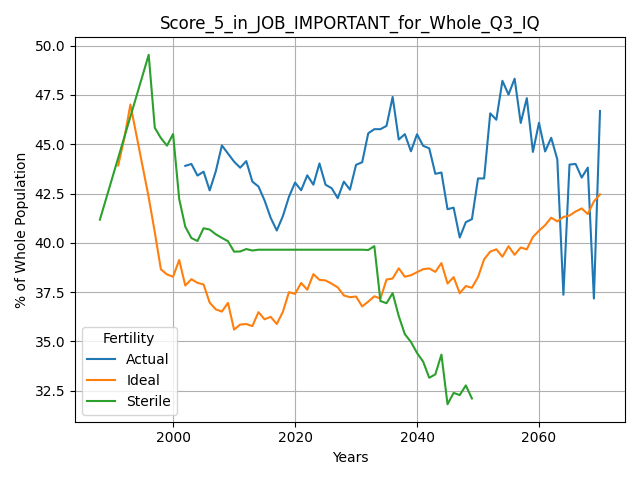 Score_5_in_JOB_IMPORTANT_for_Whole_Q3_IQ
50.0
47.5
45.0
42.5
40.0
37.5
35.0
32.5
% of Whole Population
Fertility
Actual
Ideal
Sterile
2000 2020 2040 2060
Years